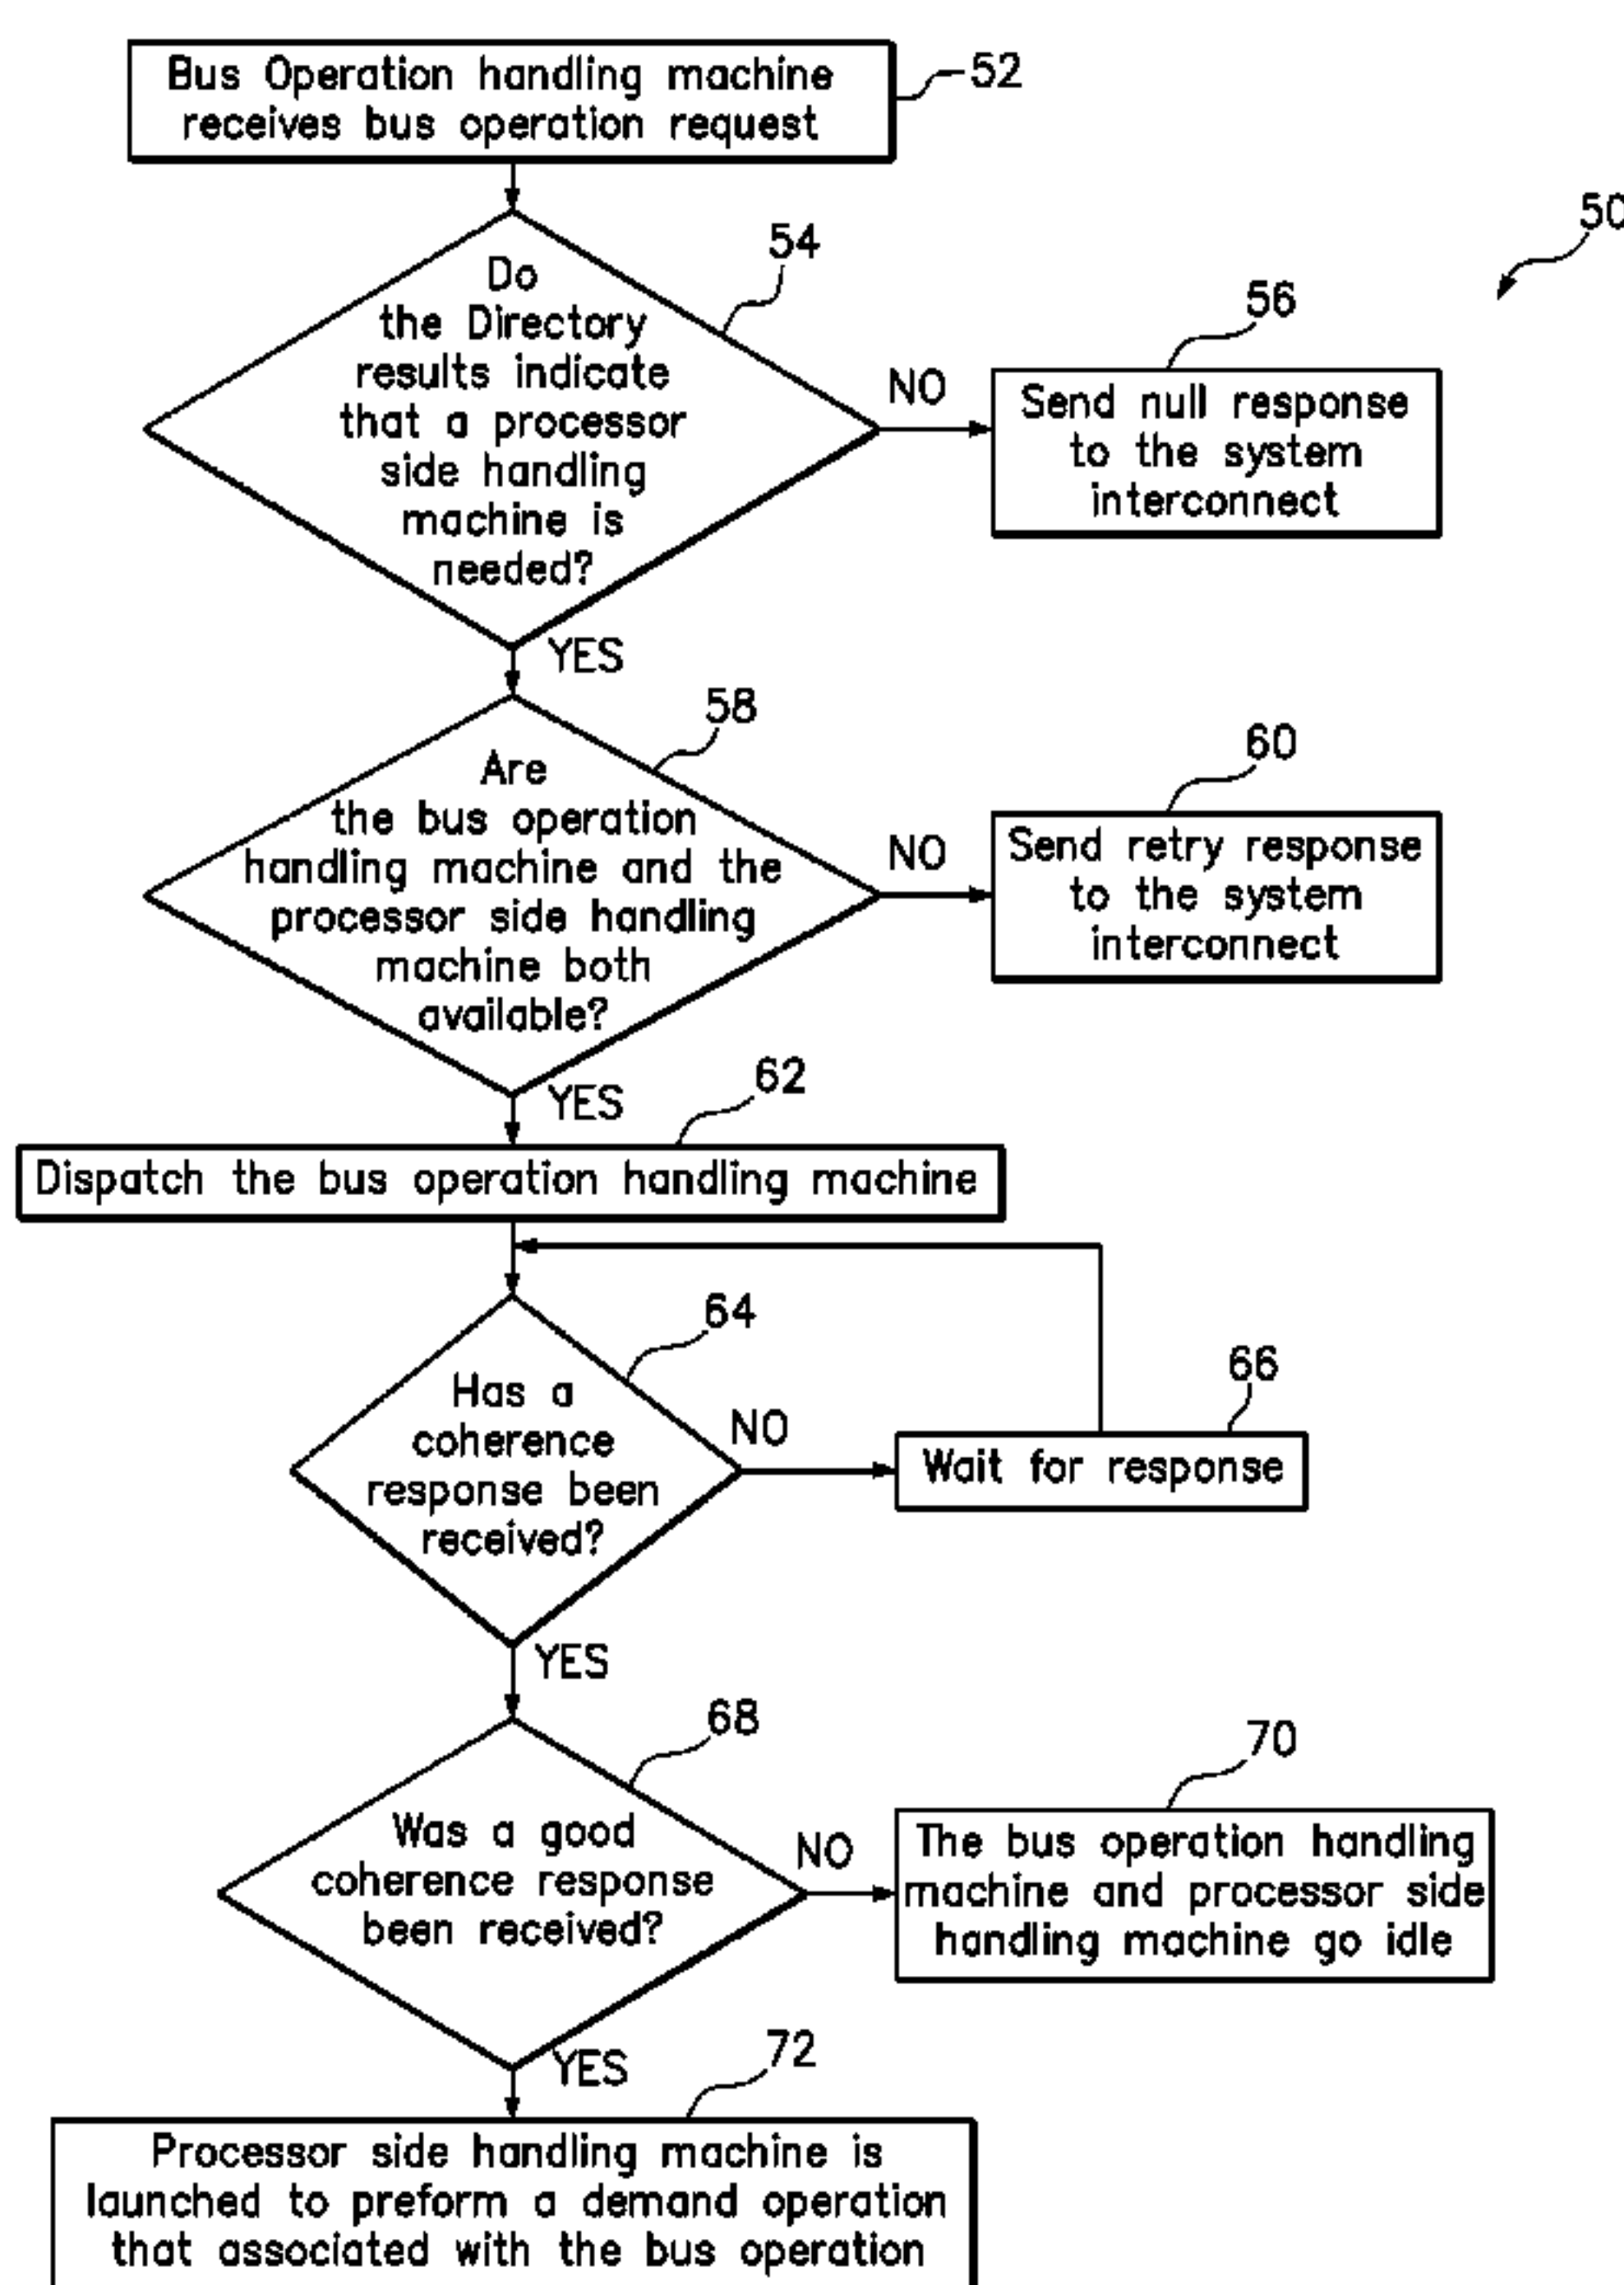 Bus Operation handling machine
receives bus operation request
52
50
54
Do
the Directory
results indicate
that a processor
side handling
machine is
needed?
NO
56
Send null response
to the system
interconnect
YES
58
Are
the bus operation
handling machine and the
processor side handling
machine both
available?
NO
60
Send retry response
to the system
interconnect
YES
62
Dispatch the bus operation handling machine
64
Has a
coherence
response been
received?
NO
66
Wait for response
YES
68
Was a good
coherence response
been received?
NO
70
The bus operation handling
machine and processor side
handling machine go idle
YES
72
Processor side handling machine is
launched to preform a demand operation
that associated with the bus operation